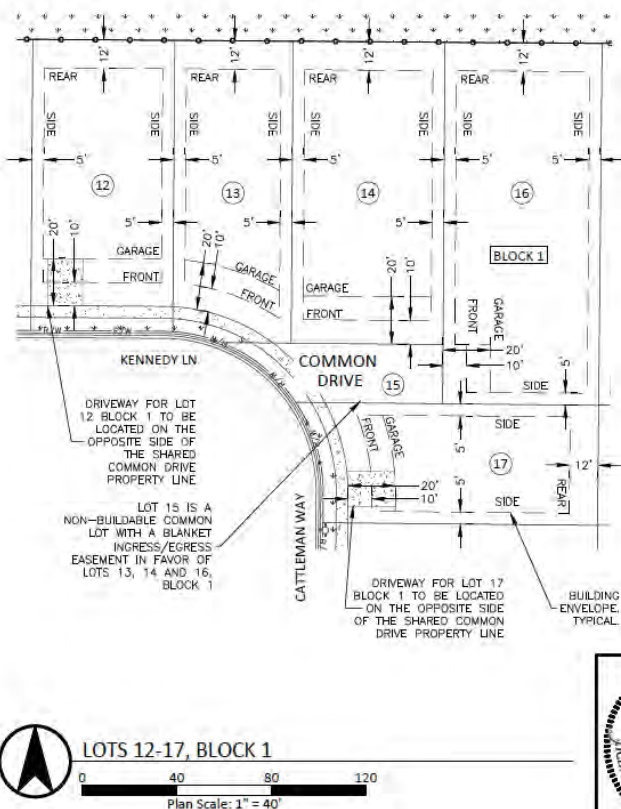 12' 12' 12' 12'
REAR REAR REAR REAR
SIDE SIDE SIDE SIDE SIDE SIDE SIDE SIDE
5' 5' 5' 5'
12 13 14 16
5' 5' 5' 5'
BLOCK 1
20' 10' GARAGE FRONT
20' 10' GARAGE FRONT
20' 10' GARAGE FRONT
FRONT GARAGE 20' 10'
SIDE 5'
R/W R/W
KENNEDY LN
COMMON
DRIVE
15
DRIVEWAY FOR LOT
12 BLOCK 1 TO BE
LOCATED ON THE
OPPOSITE SIDE OF
THE SHARED
COMMON DRIVE
PROPERTY LINE
LOT 15 IS A
NON-BUILDABLE COMMON
LOT WITH A BLANKET
INGRESS/EGRESS
EASEMENT IN FAVOR OF
LOTS 13, 14 AND 16,
BLOCK 1
FRONT GARAGE
20'
10'
SIDE
5'
17
12'
REAR
5'
SIDE
CATTLEMAN WAY
DRIVEWAY FOR LOT 17
BLOCK 1 TO BE LOCATED
ON THE OPPOSITE SIDE
OF THE SHARED COMMON
DRIVE PROPERTY LINE
BUILDING
ENVELOPE,
TYPICAL.
LOTS 12-17, BLOCK 1
0 40 80 120
Plan Scale: 1" = 40'